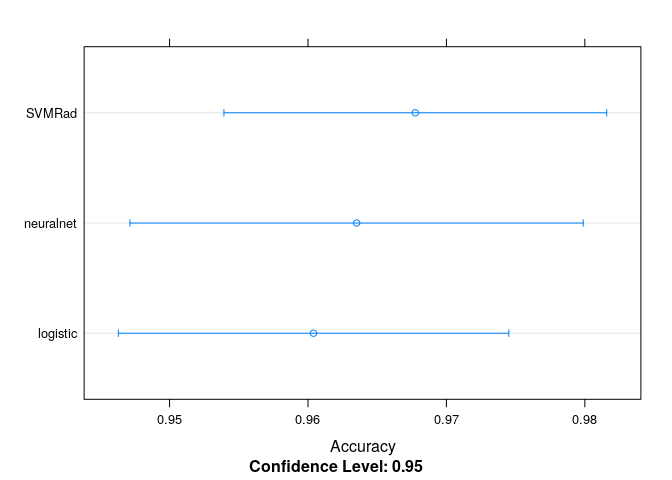 SVMRad
neuralnet
logistic
0.95 0.96 0.97 0.98
Accuracy
Confidence Level: 0.95